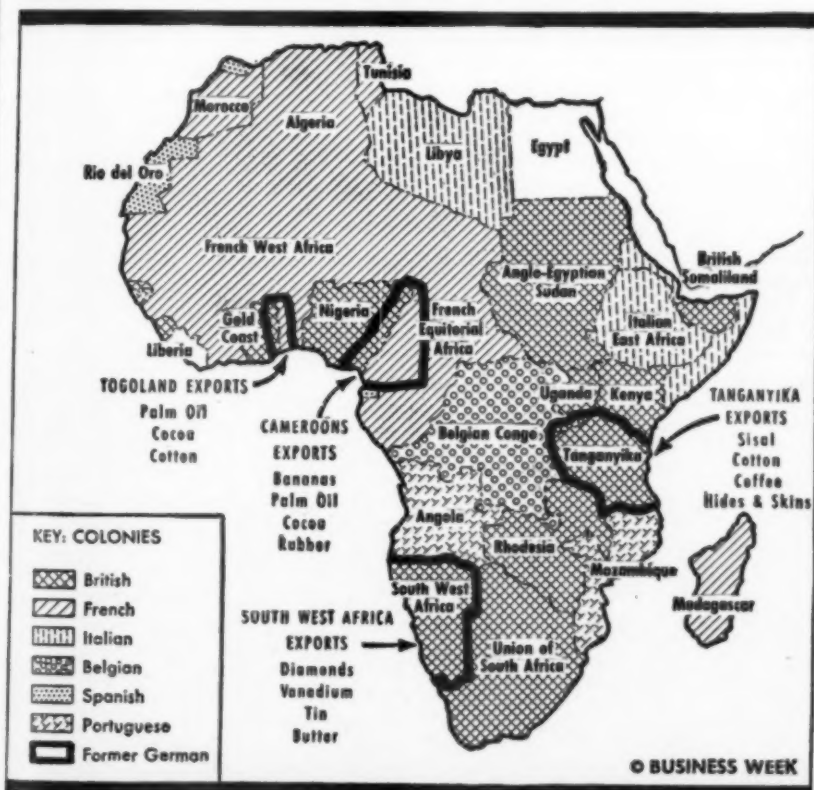 Tunisia
Morocco
Algeria
Libya
Egypt
Rio del Oro
French West Africa
Anglo-Egyptian
Sudan
British
Somaliland
Gold
Coast
Nigeria
French
Equitorial
Africa
Italian
East Africa
Liberia
TOGOLAND EXPORTS
Palm Oil
Cocoa
Cotton
CAMEROONS
EXPORTS
Bananas
Palm Oil
Cocoa
Rubber
Uganda
Kenya
Belgian Congo
Tanganyika
TANGANYIKA
EXPORTS
Sisal
Cotton
Coffee
Hides & Skins
Angola
Rhodesia
Mozambique
Madagascar
South West
Africa
Union of
South Africa
SOUTH WEST AFRICA
EXPORTS
Diamonds
Vanadium
Tin
Butter
KEY: COLONIES
British
French
Italian
Belgian
Spanish
Portuguese
Former German
© BUSINESS WEEK